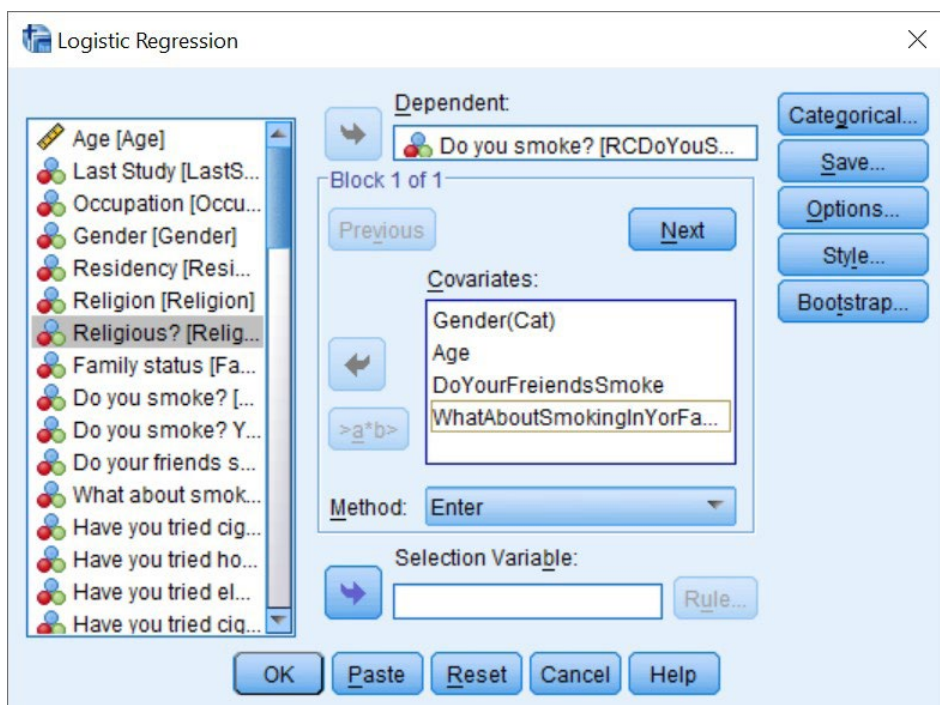 Logistic Regression
Age [Age]
Last Study [LastS...
Occupation [Occu...
Gender [Gender]
Residency [Resi...
Religion [Religion]
Religious? [Relig...
Family status [Fa...
Do you smoke? [...
Do you smoke? Y...
Do your friends s...
What about smok...
Have you tried cig...
Have you tried ho...
Have you tried el...
Have you tried cig...
Dependent:
Do you smoke? [RCDoYouS...
Block 1 of 1
Previous
Next
Covariates:
Gender(Cat)
Age
DoYourFreiendsSmoke
WhatAboutSmokingInYorFa...
>a*b>
Method:
Enter
Selection Variable:
Rule...
Categorical...
Save...
Options...
Style...
Bootstrap...
OK
Paste
Reset
Cancel
Help